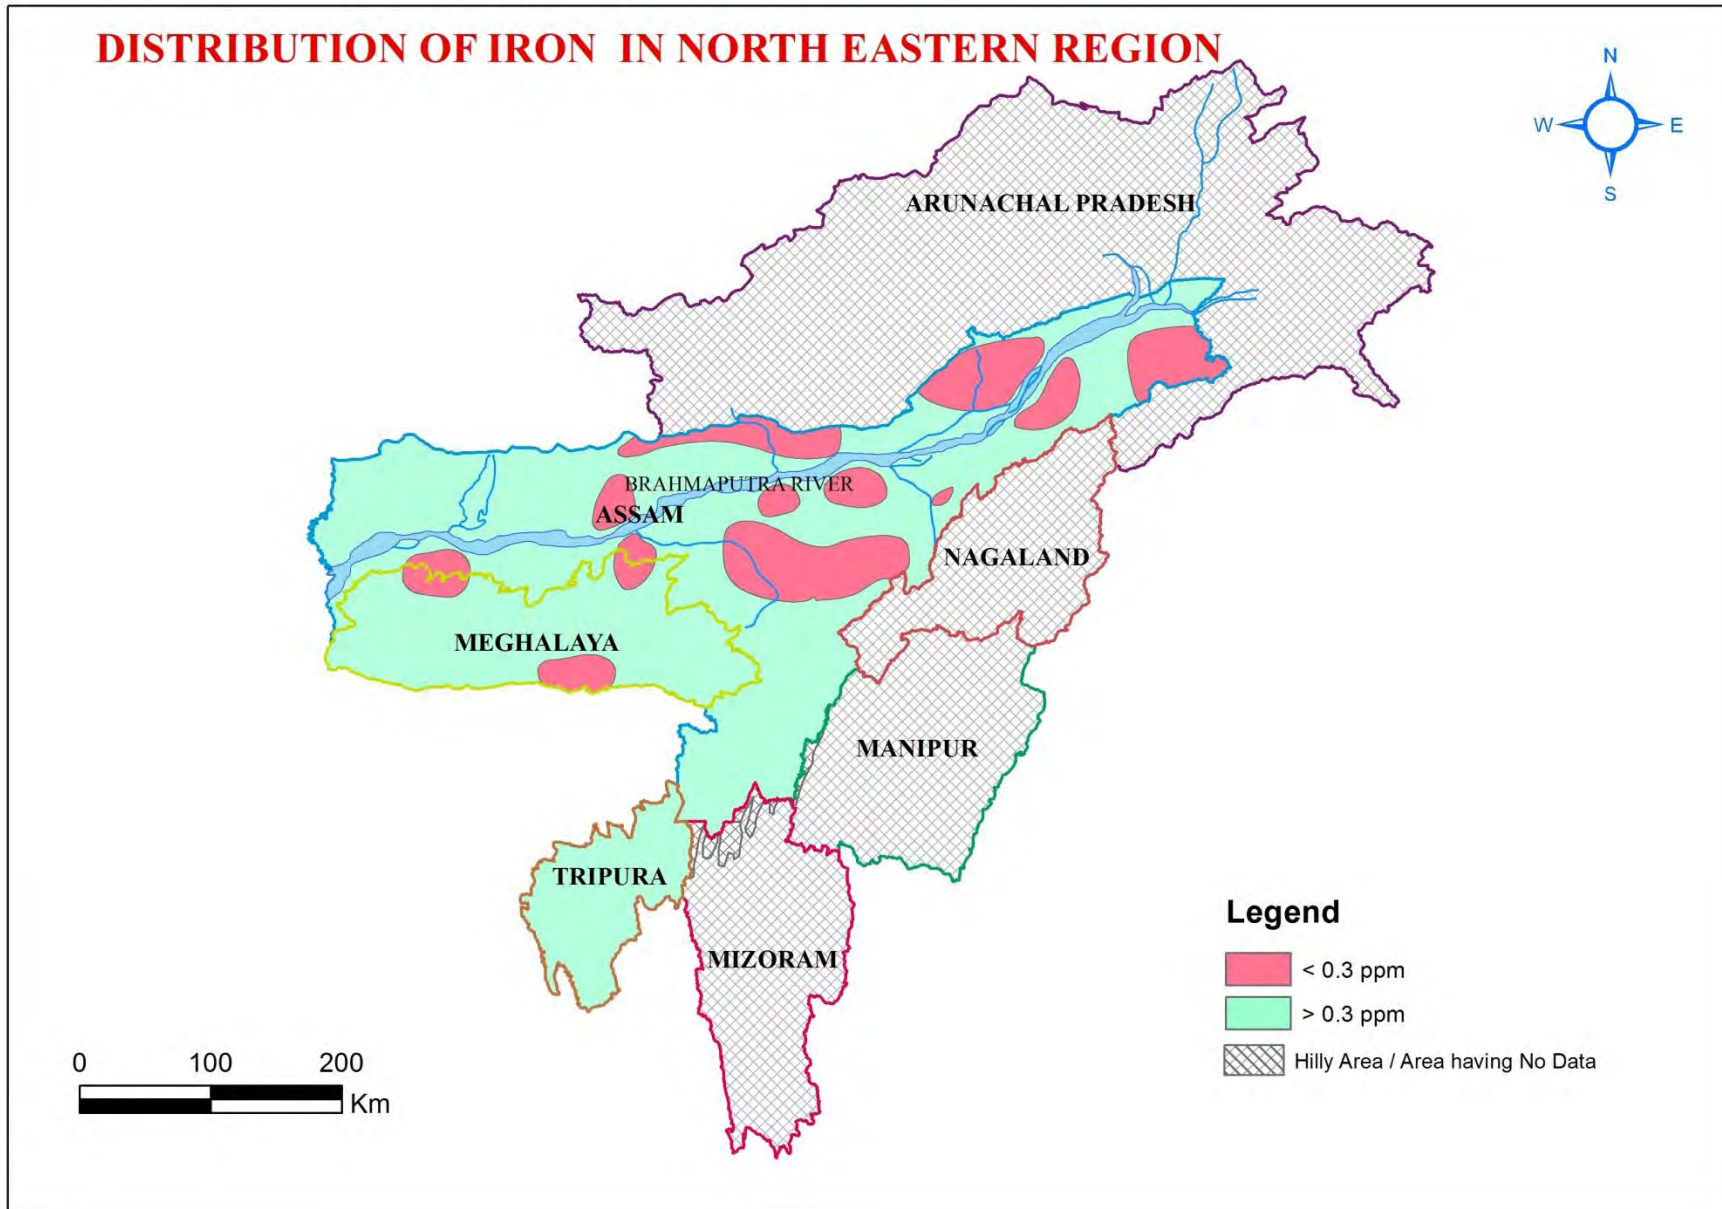 DISTRIBUTION OF IRON IN NORTH EASTERN REGION
N
W
E
S
ARUNACHAL PRADESH
BRAHMAPUTRA RIVER
ASSAM
NAGALAND
MEGHALAYA
MANIPUR
TRIPURA
MIZORAM
Legend
< 0.3 ppm
> 0.3 ppm
Hilly Area / Area having No Data
0 100 200
Km